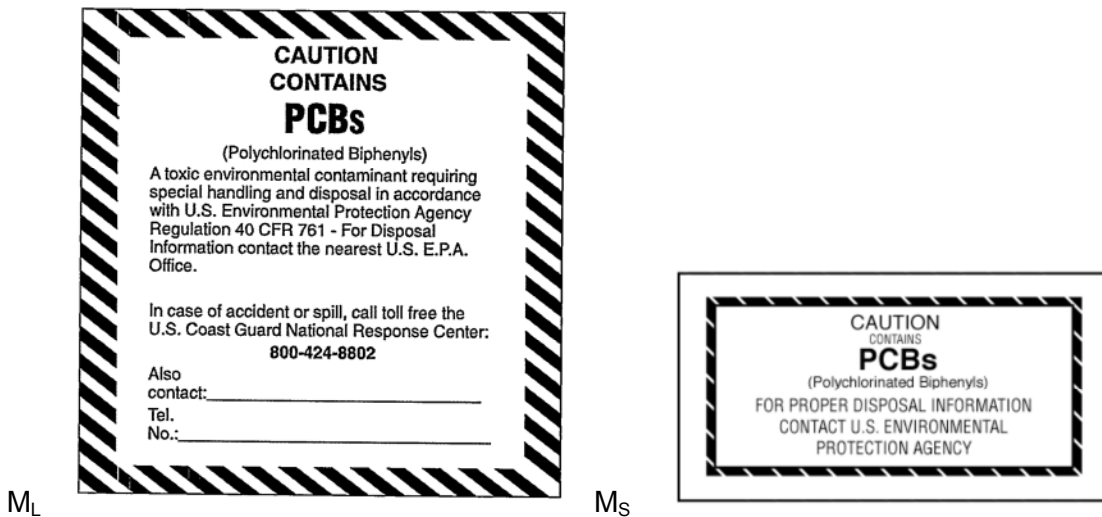 CAUTION
CONTAINS
PCBs
(Polychlorinated Biphenyls)
A toxic environmental contaminant requiring
special handling and disposal in accordance
with U.S. Environmental Protection Agency
Regulation 40 CFR 761 - For Disposal
Information contact the nearest U.S. E.P.A.
Office.
In case of accident or spill, call toll free the
U.S. Coast Guard National Response Center:
800-424-8802
Also
contact:
Tel.
No.:
ML
CAUTION
CONTAINS
PCBs
(Polychlorinated Biphenyls)
FOR PROPER DISPOSAL INFORMATION
CONTACT U.S. ENVIRONMENTAL
PROTECTION AGENCY
MS